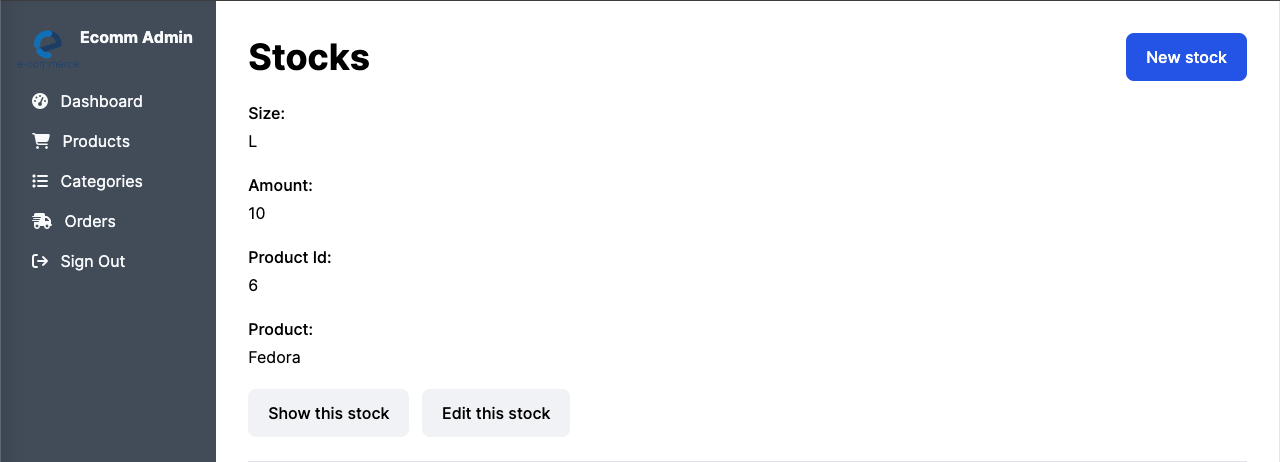 Ecomm Admin
e-commerce
Dashboard
Products
Categories
Orders
Sign Out
Stocks
New stock
Size:
L
Amount:
10
Product Id:
6
Product:
Fedora
Show this stock
Edit this stock